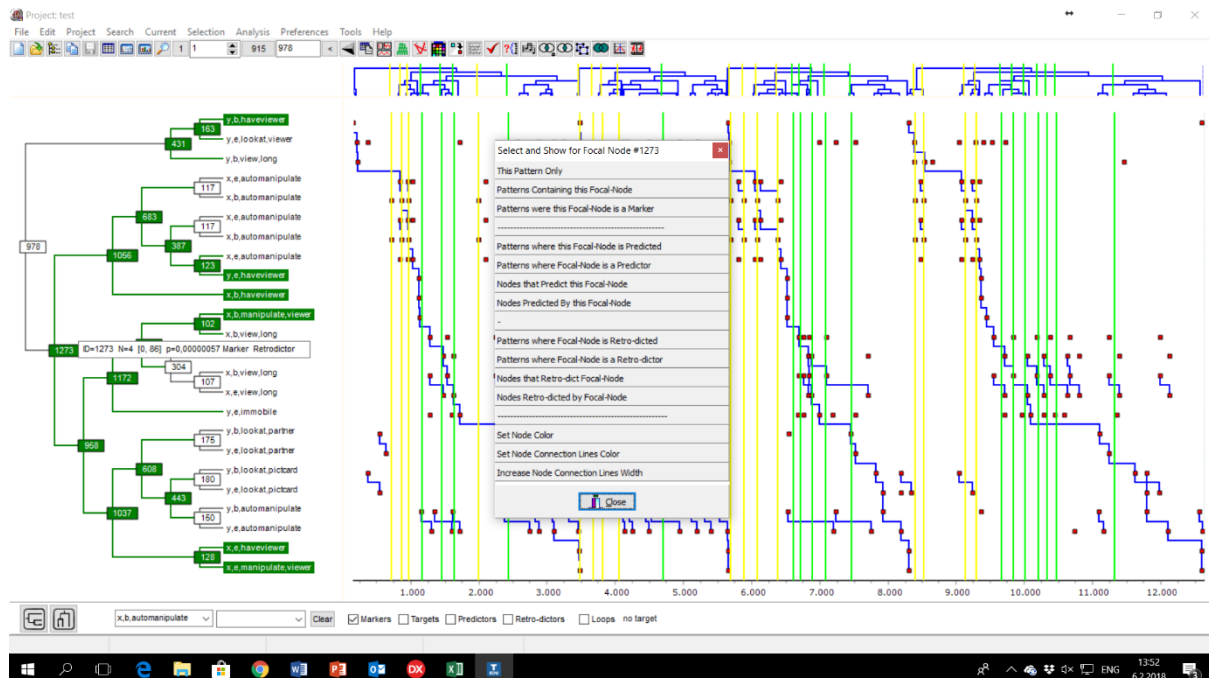 Project: test
File Edit Project Search Current Selection Analysis Preferences Tools Help
1 1 915 978 <
y,b,haveviewer
163
431
y,e,lookat,viewer
y,b,view,long
x,e,automanipulate
117
x,b,automanipulate
683
x,e,automanipulate
117
x,b,automanipulate
978
387
1056
x,e,automanipulate
123
y,e,haveviewer
x,b,haveviewer
x,b,manipulate,viewer
102
x,b,view,long
1273
ID=1273 N=4 [0, 86] p=0,00000057 Marker Retrodictor
304
x,b,view,long
1172
107
x,e,view,long
y,e,immobile
y,b,lookat,partner
958
175
y,e,lookat,partner
608
y,b,lookat,pictcard
180
y,e,lookat,pictcard
443
y,b,automanipulate
1037
150
y,e,automanipulate
x,e,haveviewer
128
x,e,manipulate,viewer
Select and Show for Focal Node #1273
This Pattern Only
Patterns Containing this Focal-Node
Patterns were this Focal-Node is a Marker
Patterns where this Focal-Node is Predicted
Patterns where Focal-Node is a Predictor
Nodes that Predict this Focal-Node
Nodes Predicted By this Focal-Node
-
Patterns where Focal-Node is Retro-dicted
Patterns where Focal-Node is a Retro-dictor
Nodes that Retro-dict Focal-Node
Nodes Retro-dicted by Focal-Node
Set Node Color
Set Node Connection Lines Color
Increase Node Connection Lines Width
Close
1.000 2.000 3.000 4.000 5.000 6.000 7.000 8.000 9.000 10.000 11.000 12.000
x,b,automanipulate Clear Markers Targets Predictors Retro-dictors Loops no target
ENG 13:52
6.2.2018